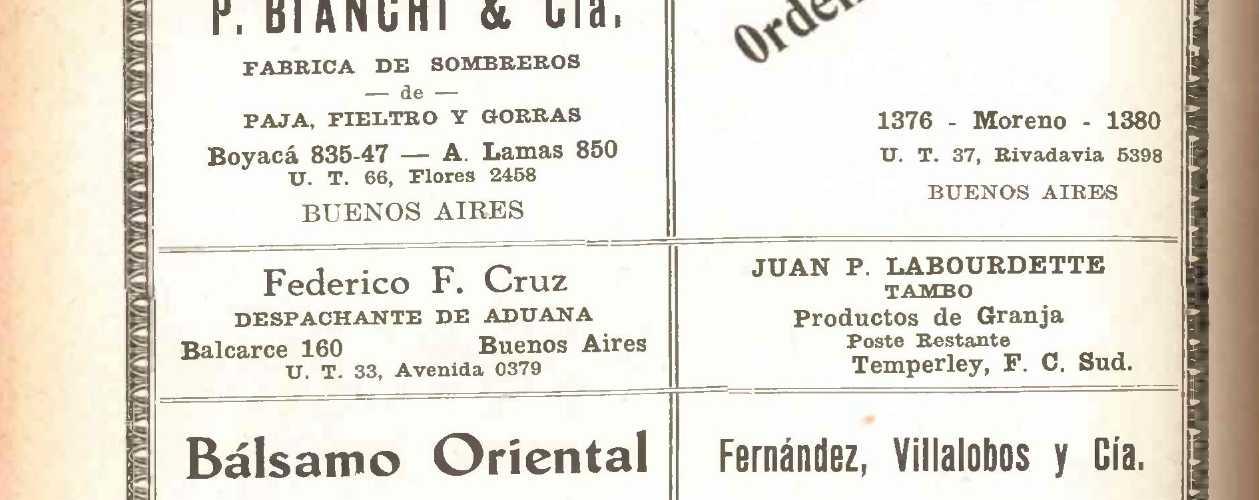 P. BIANCHI & Cía.
FABRICA DE SOMBREROS
— de —
PAJA, FIELTRO Y GORRAS
Boyacá 835-47 — A. Lamas 850
U. T. 66, Flores 2458
BUENOS AIRES
1376 - Moreno - 1380
U. T. 37, Rivadavia 5398
BUENOS AIRES
Federico F. Cruz
DESPACHANTE DE ADUANA
Balcarce 160 Buenos Aires
U. T. 33, Avenida 0379
JUAN P. LABOURDETTE
TAMBO
Productos de Granja
Poste Restante
Temperley, F. C. Sud.
Bálsamo Oriental
Fernández, Villalobos y Cía.